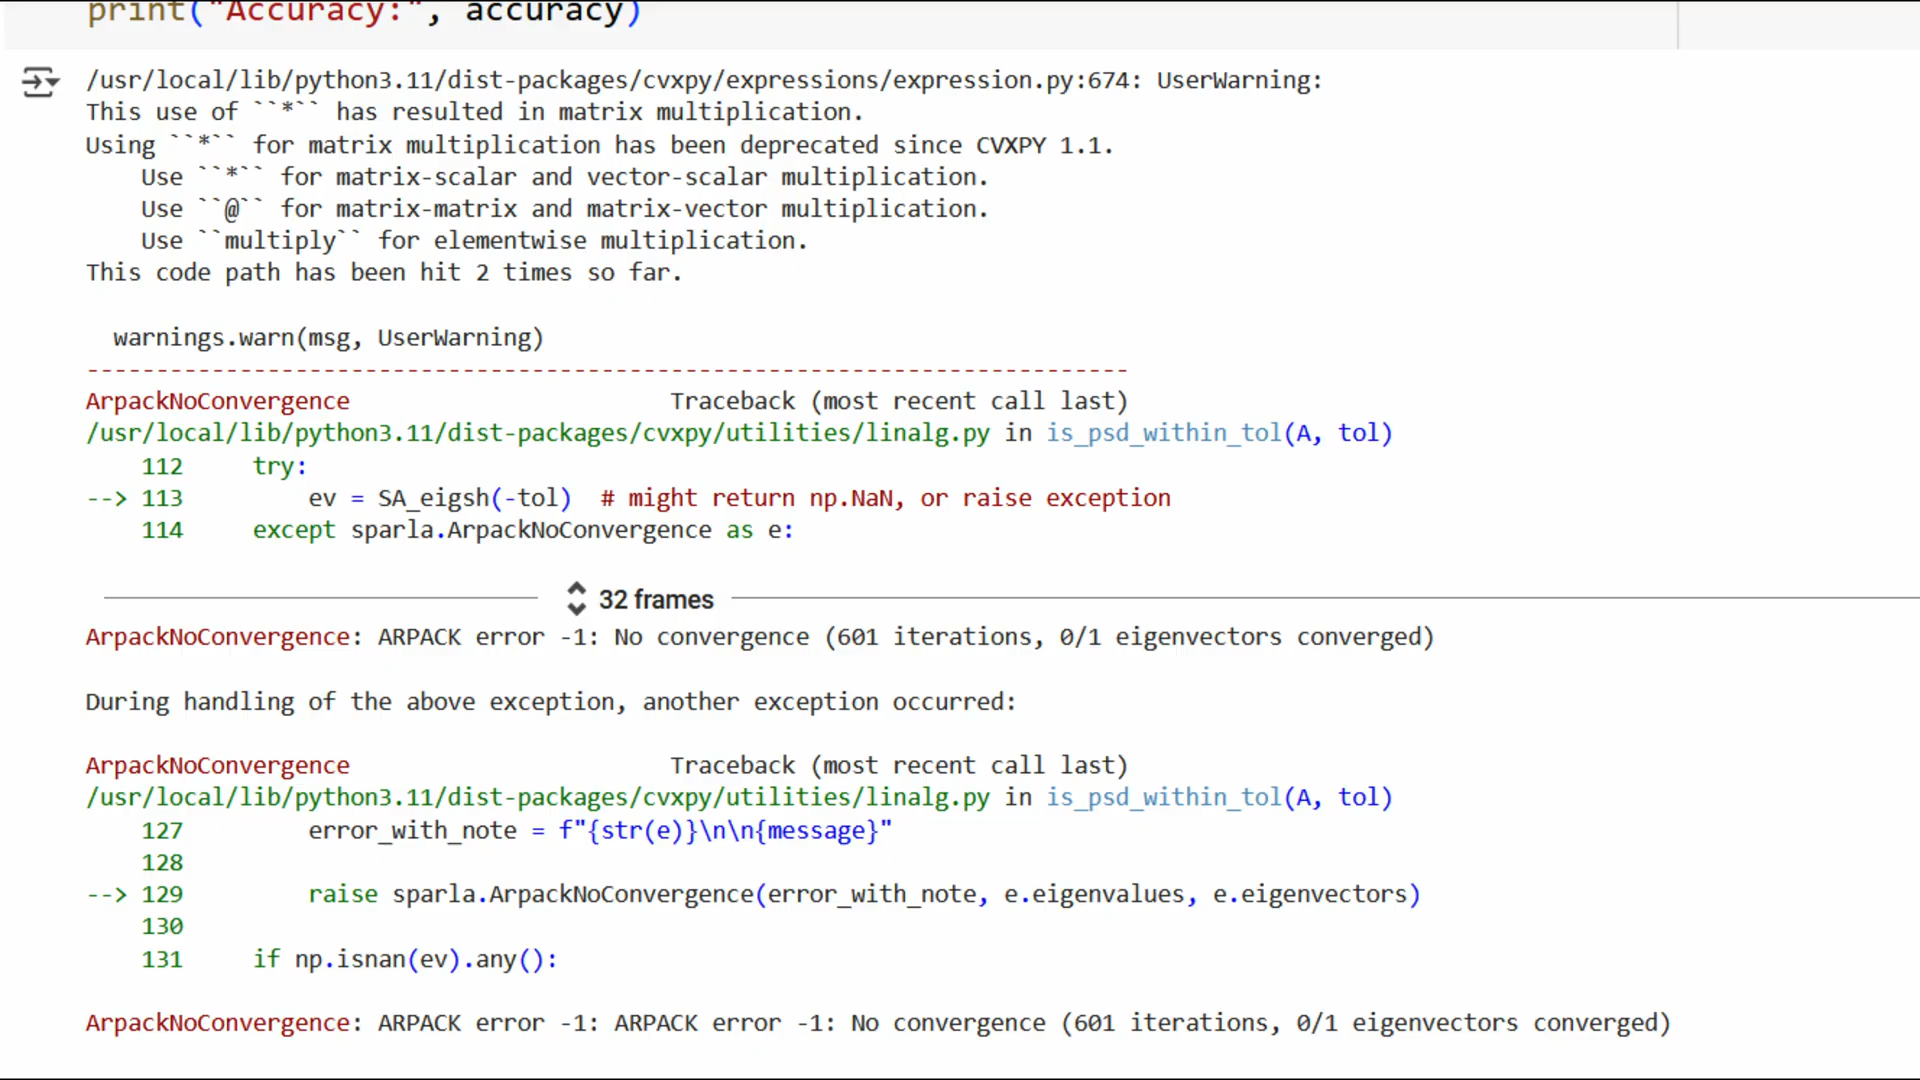 print("Accuracy:", accuracy)
/usr/local/lib/python3.11/dist-packages/cvxpy/expressions/expression.py:674: UserWarning:
This use of ``*`` has resulted in matrix multiplication.
Using ``*`` for matrix multiplication has been deprecated since CVXPY 1.1.
    Use ``*`` for matrix-scalar and vector-scalar multiplication.
    Use ``@`` for matrix-matrix and matrix-vector multiplication.
    Use ``multiply`` for elementwise multiplication.
This code path has been hit 2 times so far.
  warnings.warn(msg, UserWarning)
---------------------------------------------------------------------------
ArpackNoConvergence                       Traceback (most recent call last)
/usr/local/lib/python3.11/dist-packages/cvxpy/utilities/linalg.py in is_psd_within_tol(A, tol)
    112     try:
--> 113         ev = SA_eigsh(-tol)  # might return np.NaN, or raise exception
    114     except sparla.ArpackNoConvergence as e:
32 frames
ArpackNoConvergence: ARPACK error -1: No convergence (601 iterations, 0/1 eigenvectors converged)
During handling of the above exception, another exception occurred:
ArpackNoConvergence                       Traceback (most recent call last)
/usr/local/lib/python3.11/dist-packages/cvxpy/utilities/linalg.py in is_psd_within_tol(A, tol)
    127         error_with_note = f"{str(e)}\n\n{message}"
    128
--> 129         raise sparla.ArpackNoConvergence(error_with_note, e.eigenvalues, e.eigenvectors)
    130
    131     if np.isnan(ev).any():
ArpackNoConvergence: ARPACK error -1: ARPACK error -1: No convergence (601 iterations, 0/1 eigenvectors converged)